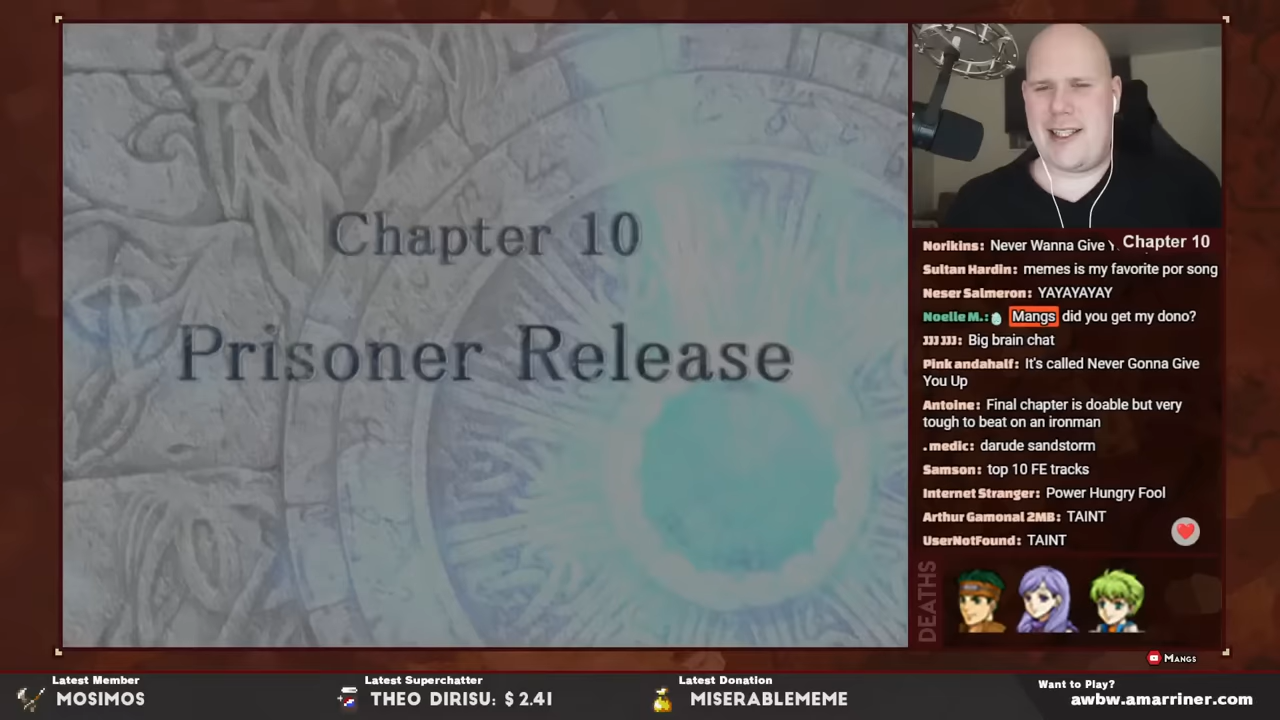 Chapter 10
Prisoner Release
Norikins: Never Wanna Give
Chapter 10
Sultan Hardin: memes is my favorite por song
Neser Salmeron: YAYAYAYAY
Noelle M.: Mangs did you get my dono?
JJJ JJJ: Big brain chat
Pink andahalf: It's called Never Gonna Give
You Up
Antoine: Final chapter is doable but very
tough to beat on an ironman
.medic: darude sandstorm
Samson: top 10 FE tracks
Internet Stranger: Power Hungry Fool
Arthur Gamonal 2MB: TAINT
UserNotFound: TAINT
DEATHS
Mangs
Latest Member
MOSIMOS
Latest Superchatter
THEO DIRISU: $ 2.41
Latest Donation
MISERABLEMEME
Want to Play?
awbw.amarriner.com